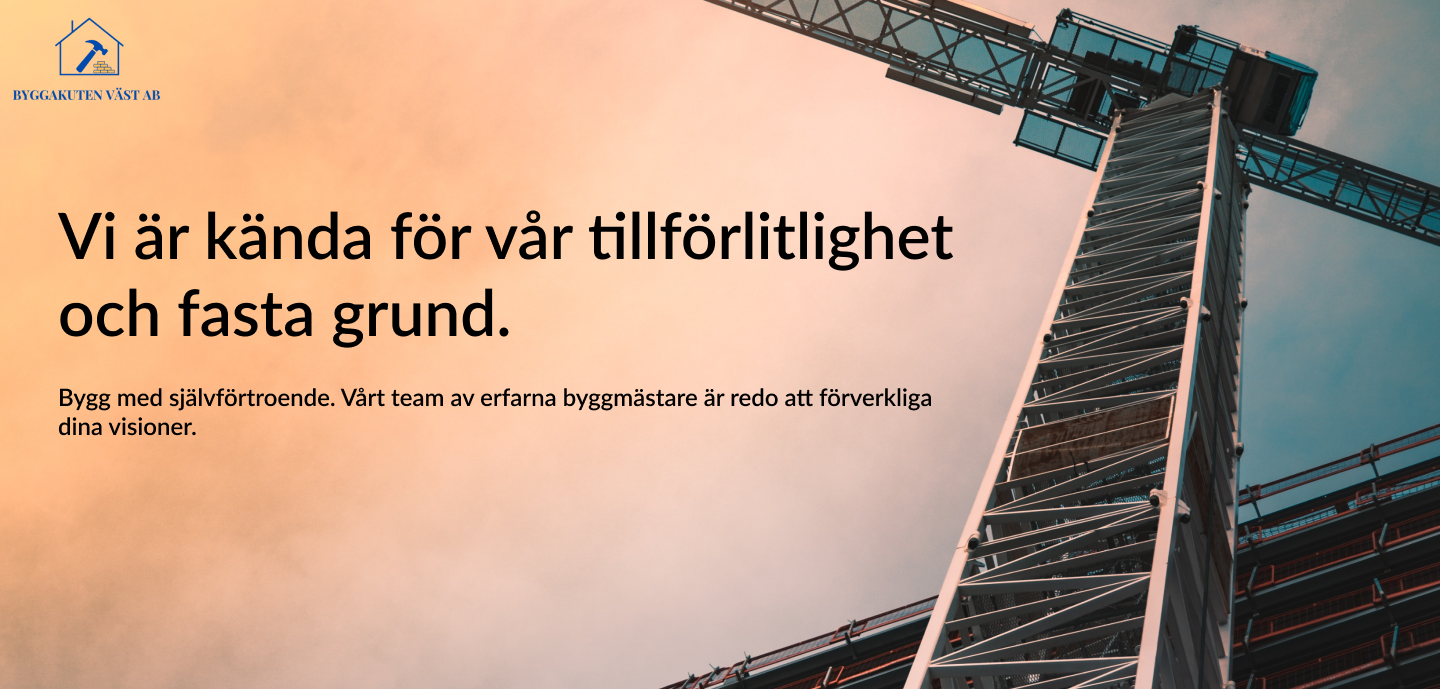 BYGGAKUTEN VÄST AB
Vi är kända för vår tillförlitlighet
och fasta grund.
Bygg med självförtroende. Vårt team av erfarna byggmästare är redo att förverkliga
dina visioner.